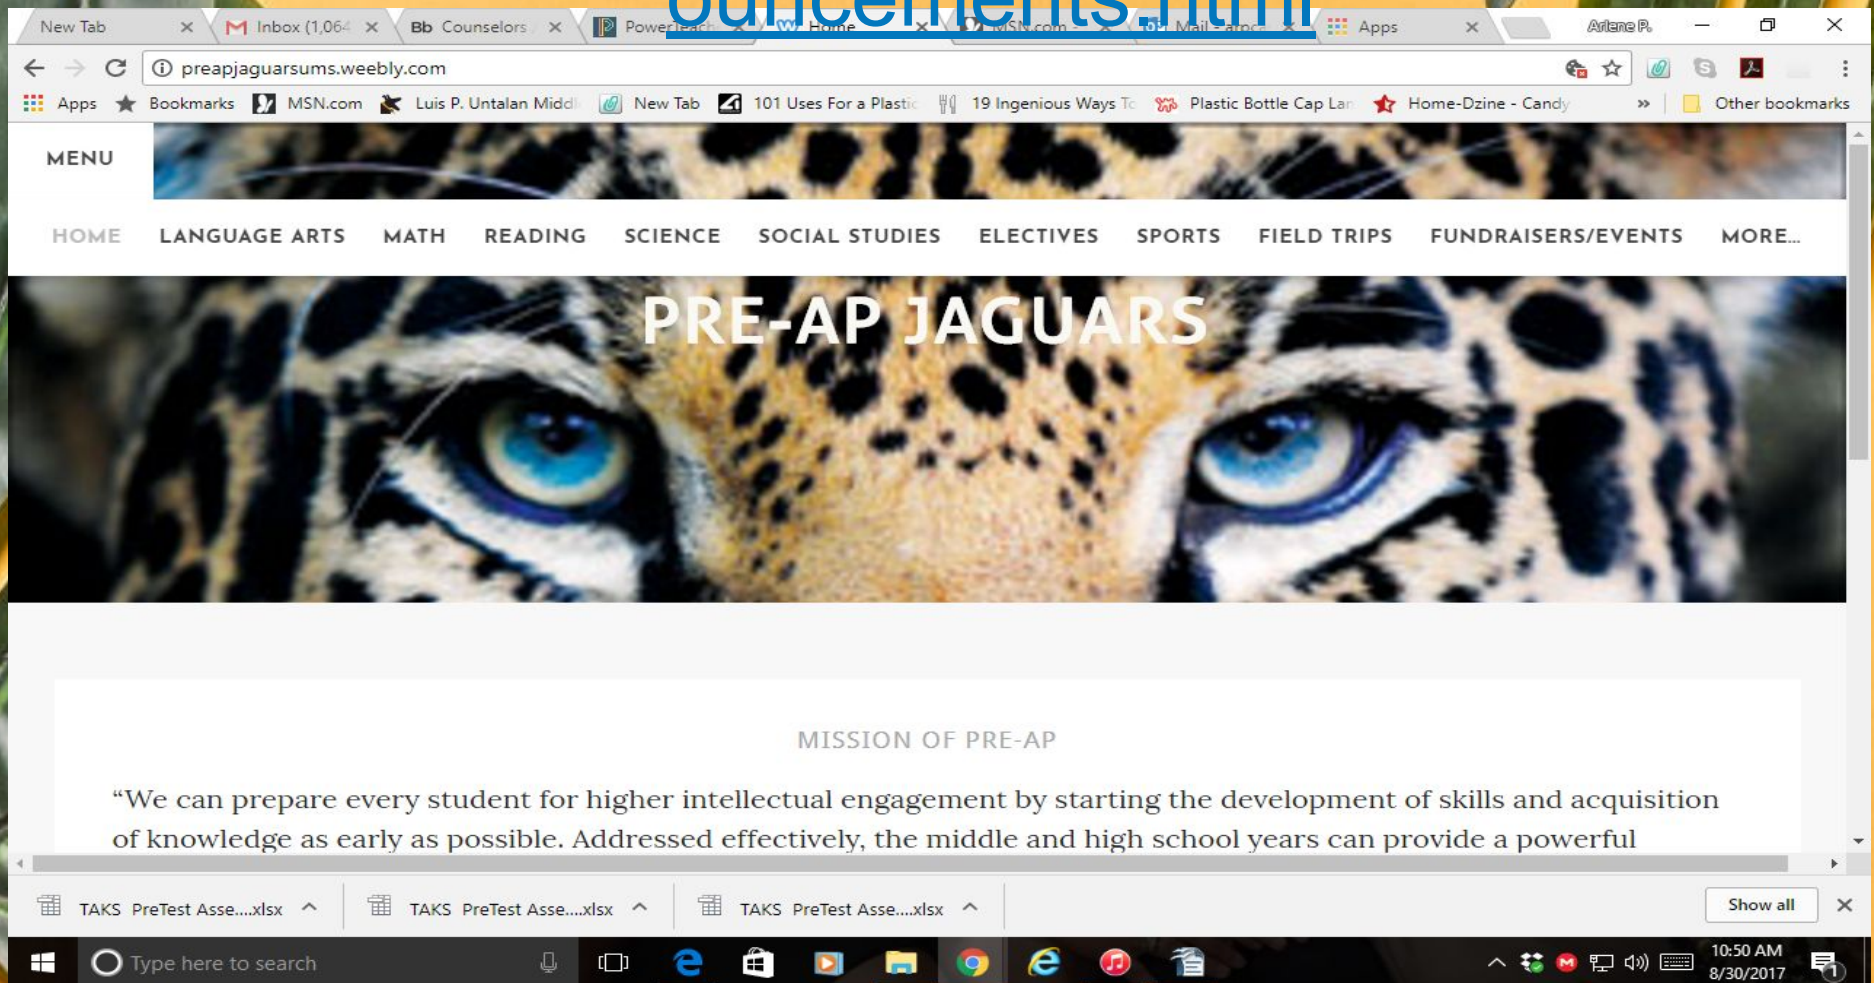 ouncements.html
New Tab Inbox (1,064 Bb Counselors PowerTeach Home MSN.com - Mail - Apps Arlene P.
preapjaguarsums.weebly.com
Apps Bookmarks MSN.com Luis P. Untalan Middl New Tab 101 Uses For a Plastic 19 Ingenious Ways To Plastic Bottle Cap Lan Home-Dzine - Candy » Other bookmarks
MENU
HOME LANGUAGE ARTS MATH READING SCIENCE SOCIAL STUDIES ELECTIVES SPORTS FIELD TRIPS FUNDRAISERS/EVENTS MORE...
PRE-AP JAGUARS
MISSION OF PRE-AP
“We can prepare every student for higher intellectual engagement by starting the development of skills and acquisition
of knowledge as early as possible. Addressed effectively, the middle and high school years can provide a powerful
TAKS PreTest Asse....xlsx TAKS PreTest Asse....xlsx TAKS PreTest Asse....xlsx Show all
Type here to search 10:50 AM
8/30/2017